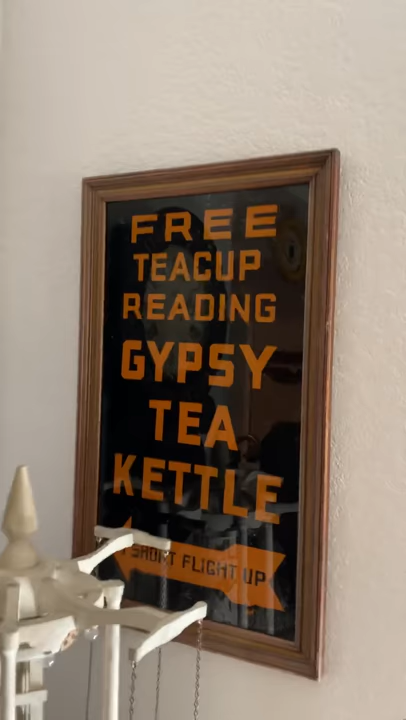 FREE
TEACUP
READING
GYPSY
TEA
KETTLE
SHORT FLIGHT UP